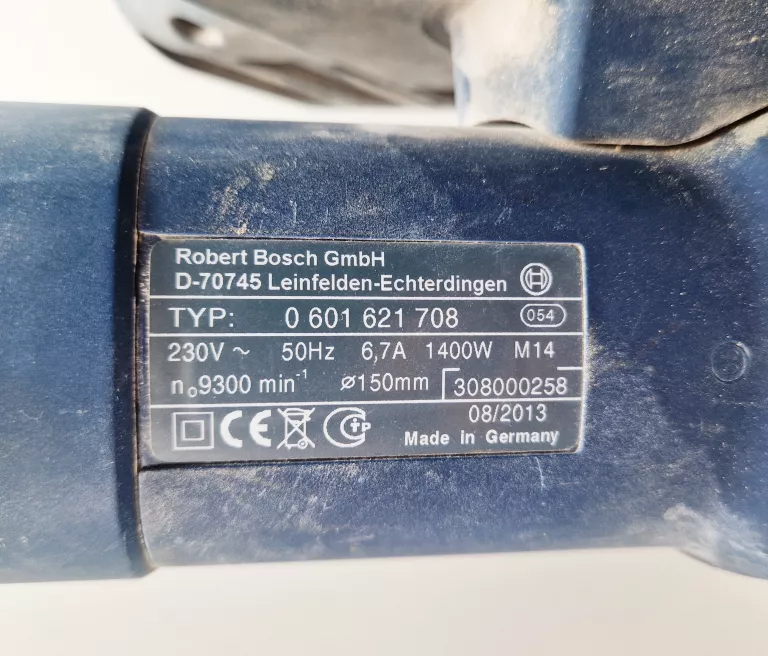 Robert Bosch GmbH
D-70745 Leinfelden-Echterdingen
TYP: 0 601 621 708 054
230V ~ 50Hz 6,7A 1400W M14
n₀9300 min⁻¹ ⌀150mm 308000258
08/2013
CE
Made in Germany